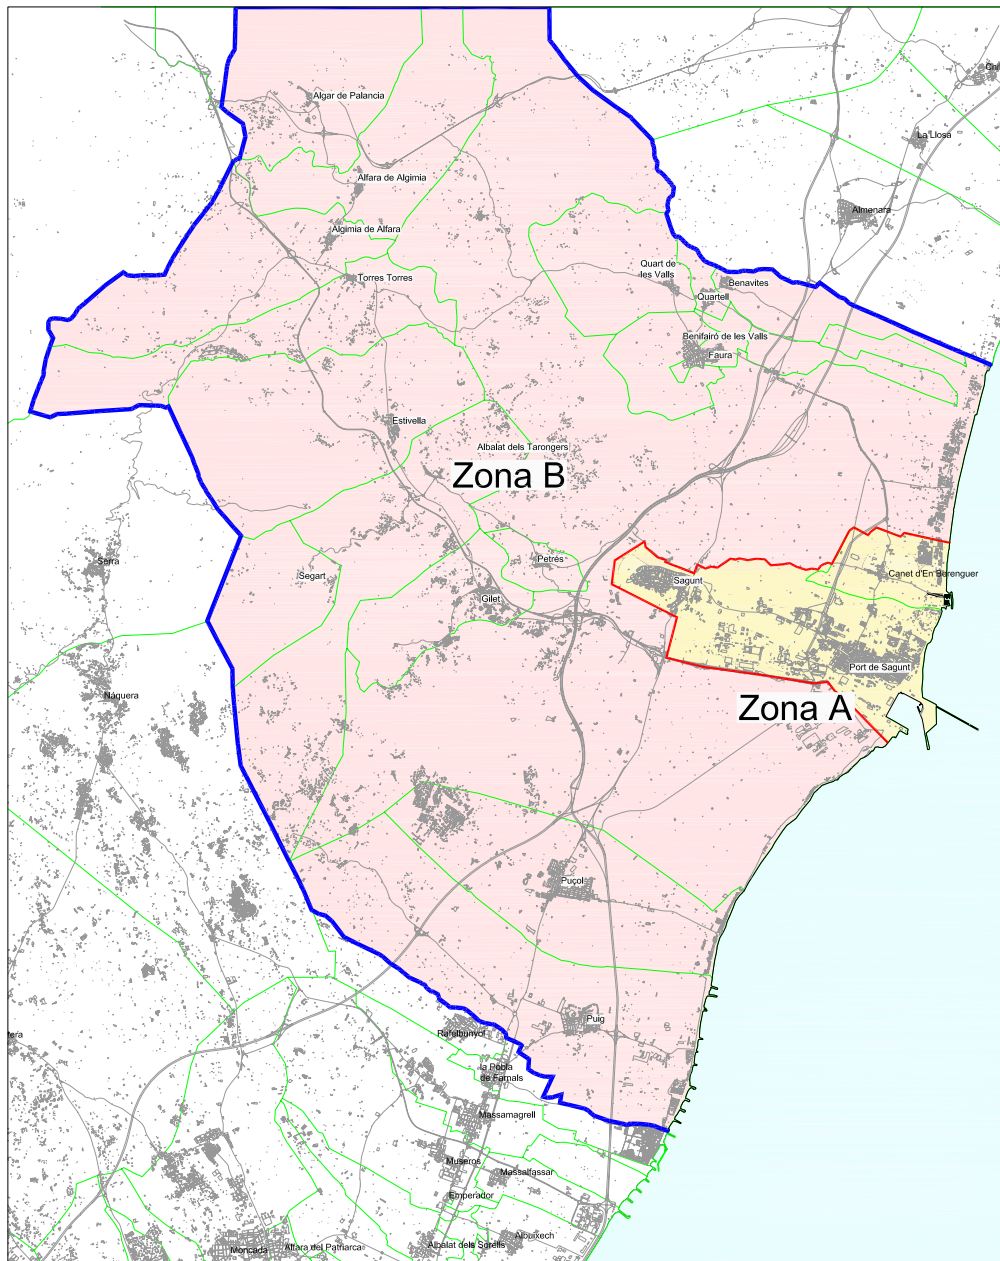 Algar de Palancia
La Llosa
Alfara de Algimia
Almenara
Algimia de Alfara
Quart de
les Valls
Torres Torres
Benavites
Quartell
Benifairó de les Valls
Faura
Estivella
Albalat dels Tarongers
Zona B
Serra
Petrés
Segart
Sagunt
Canet d'En Berenguer
Gilet
Port de Sagunt
Náquera
Zona A
Puçol
Puig
Rafelbunyol
la Pobla
de Farnals
Massamagrell
Museros
Massalfassar
Emperador
Albuixech
Albalat dels Sorells
Moncada
Alfara del Patriarca